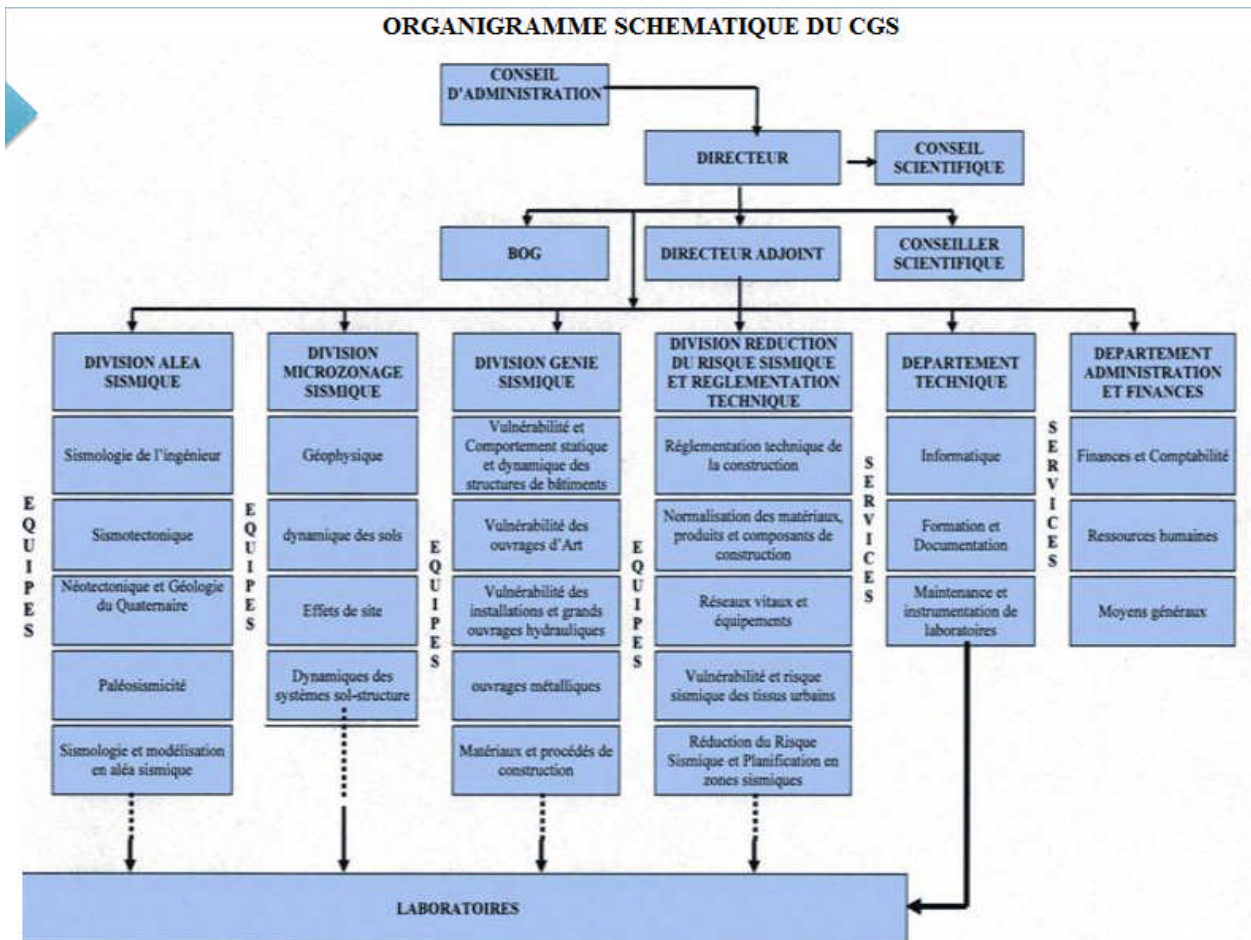 ORGANIGRAMME SCHEMATIQUE DU CGS
CONSEIL
D'ADMINISTRATION
DIRECTEUR
CONSEIL
SCIENTIFIQUE
BOG
DIRECTEUR ADJOINT
CONSEILLER
SCIENTIFIQUE
DIVISION ALEA
SISMIQUE
DIVISION
MICROZONAGE
SISMIQUE
DIVISION GENIE
SISMIQUE
DIVISION REDUCTION
DU RISQUE SISMIQUE
ET REGLEMENTATION
TECHNIQUE
DEPARTEMENT
TECHNIQUE
DEPARTEMENT
ADMINISTRATION
ET FINANCES
EQUIPES
Sismologie de l'ingénieur
Sismotectonique
Néotectonique et Géologie
du Quaternaire
Paléosismicité
Sismologie et modélisation
en aléa sismique
EQUIPES
Géophysique
dynamique des sols
Effets de site
Dynamiques des
systèmes sol-structure
EQUIPES
Vulnérabilité et
Comportement statique
et dynamique des
structures de bâtiments
Vulnérabilité des
ouvrages d'Art
Vulnérabilité des
installations et grands
ouvrages hydrauliques
ouvrages métalliques
Matériaux et procédés de
construction
EQUIPES
Réglementation technique de
la construction
Normalisation des matériaux,
produits et composants de
construction
Réseaux vitaux et
équipements
Vulnérabilité et risque
sismique des tissus urbains
Réduction du Risque
Sismique et Planification en
zones sismiques
SERVICES
Informatique
Formation et
Documentation
Maintenance et
instrumentation de
laboratoires
SERVICES
Finances et Comptabilité
Ressources humaines
Moyens généraux
LABORATOIRES